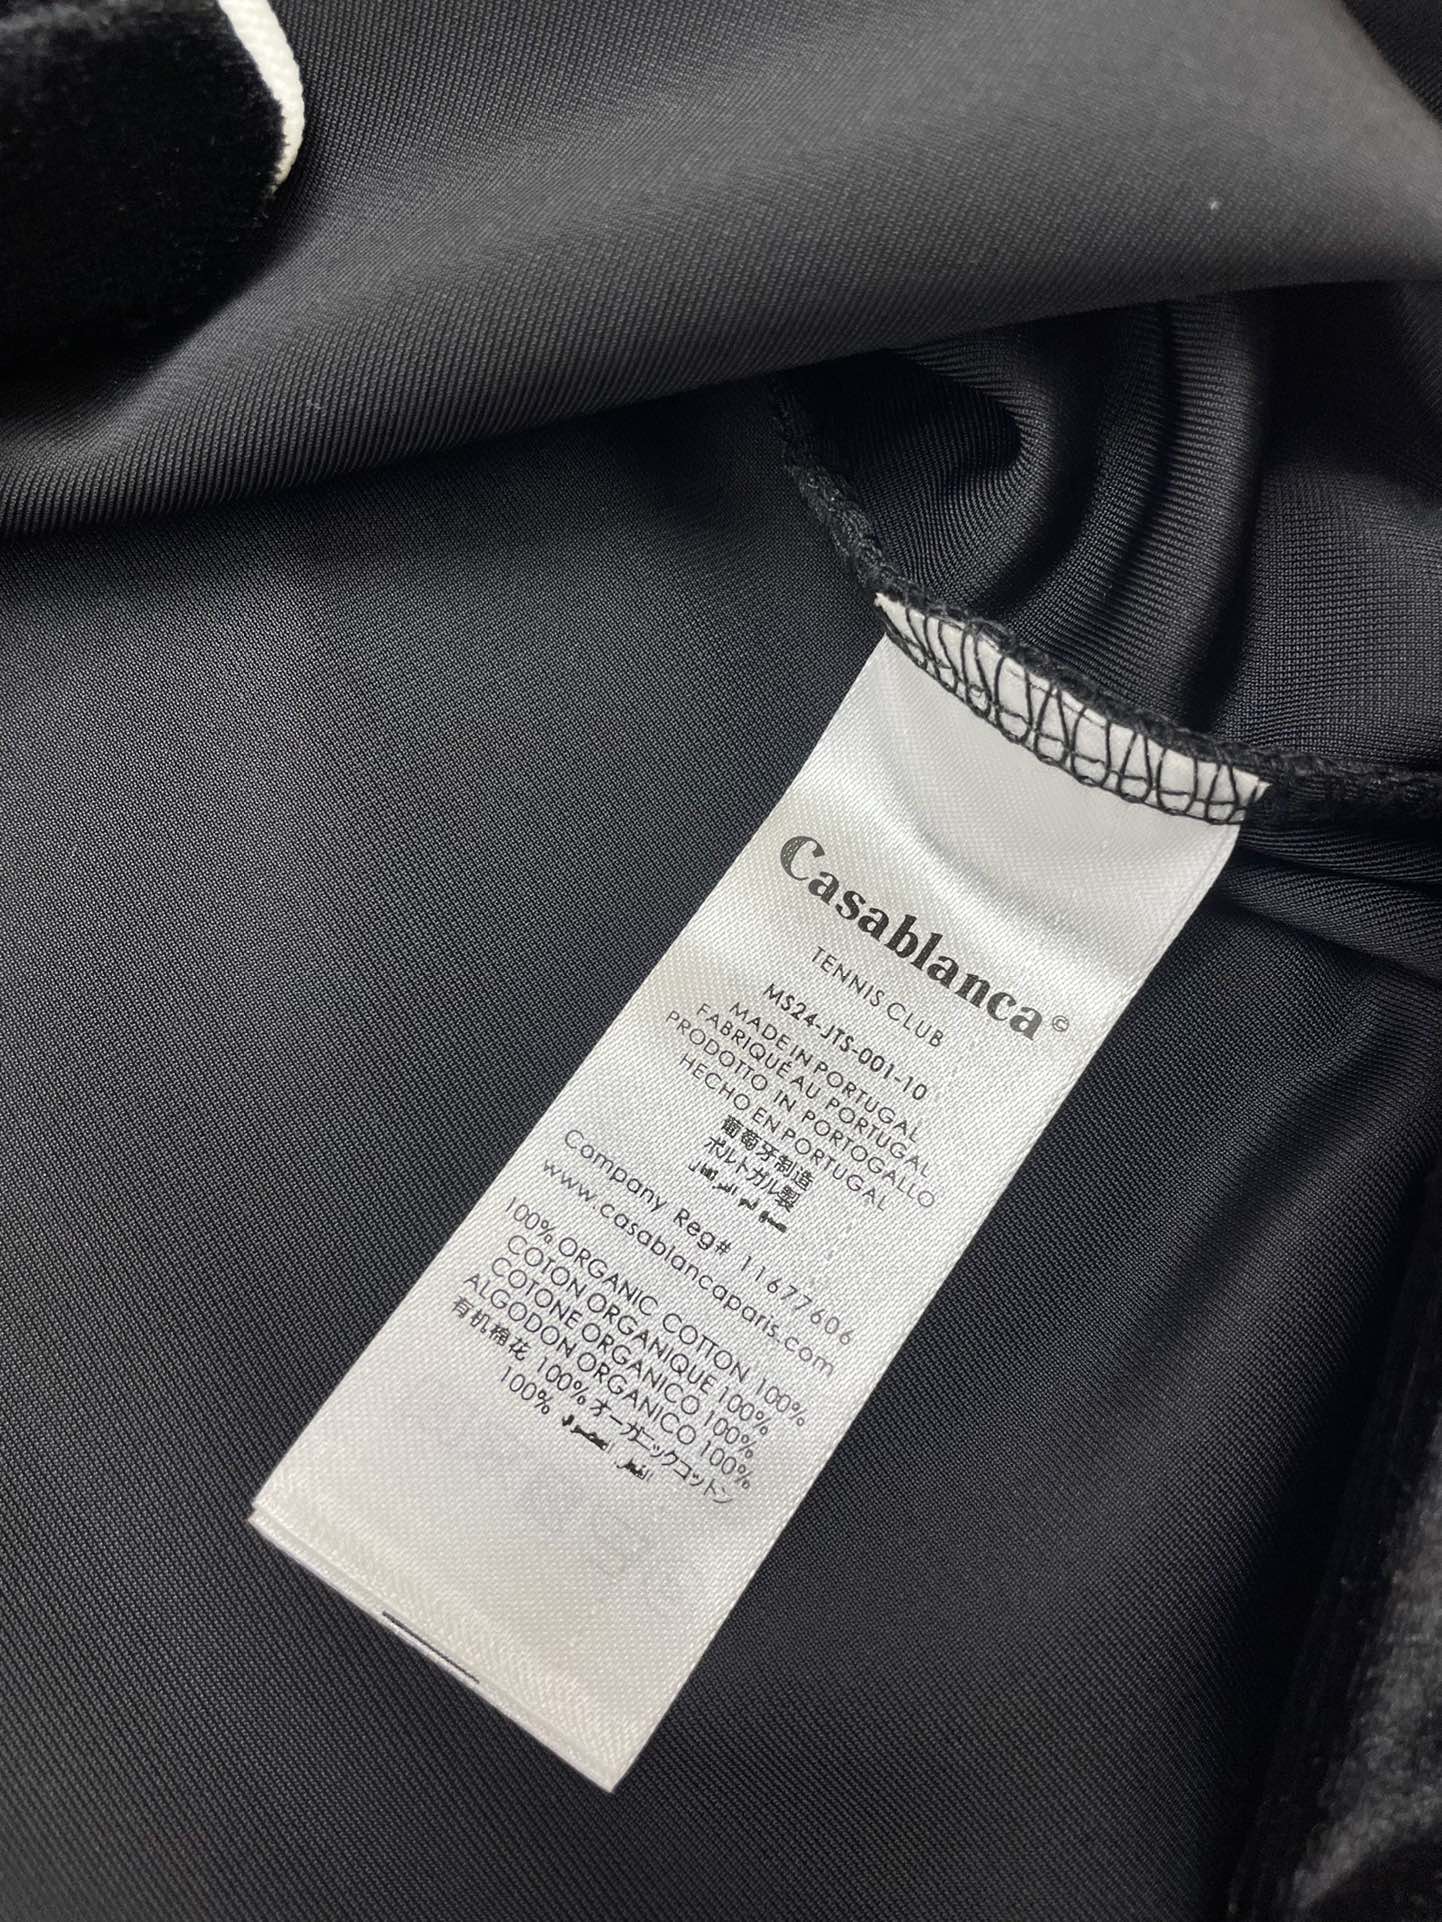 Casablanca©
TENNIS CLUB
MS24-JTS-001-10
MADE IN PORTUGAL
FABRIQUÉ AU PORTUGAL
PRODOTTO IN PORTOGALLO
HECHO EN PORTUGAL
葡萄牙制造
ポルトガル製
Company Reg# 11677606
www.casablancaparis.com
100% ORGANIC COTTON 100%
COTON ORGANIQUE 100%
COTONE ORGANICO 100%
ALGODON ORGANICO 100%
有机棉花 100% オーガニックコットン
100%